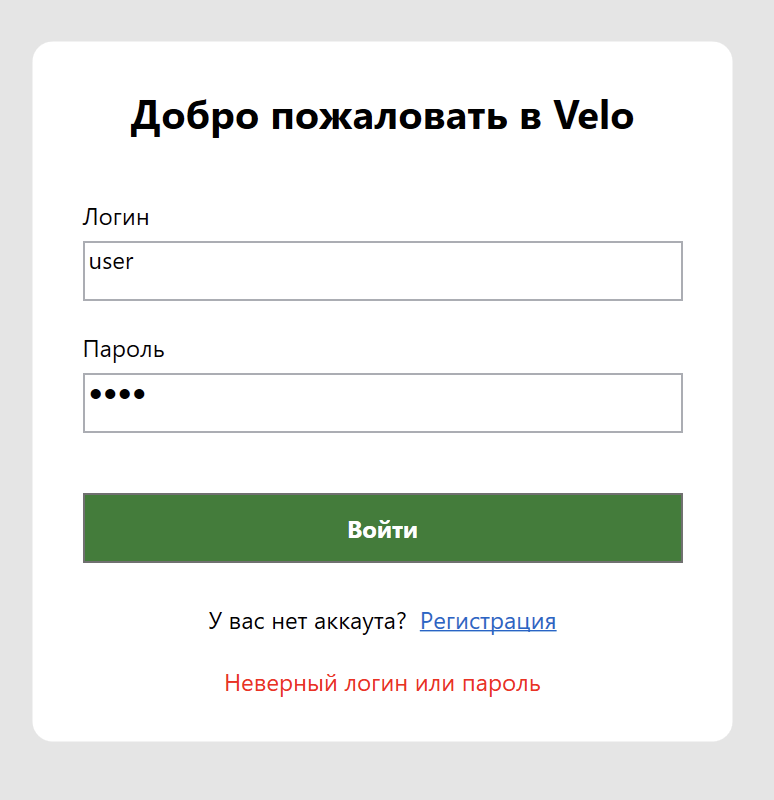 Добро пожаловать в Velo
Логин
user
Пароль
••••
Войти
У вас нет аккаута? Регистрация
Неверный логин или пароль